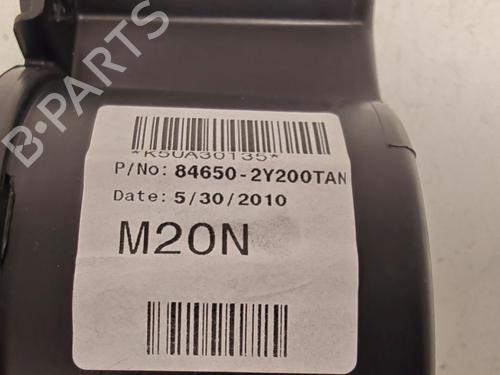 B-PARTS
*K5UA30135*
P/No: 84650-2Y200TAN
Date: 5/30/2010
M20N